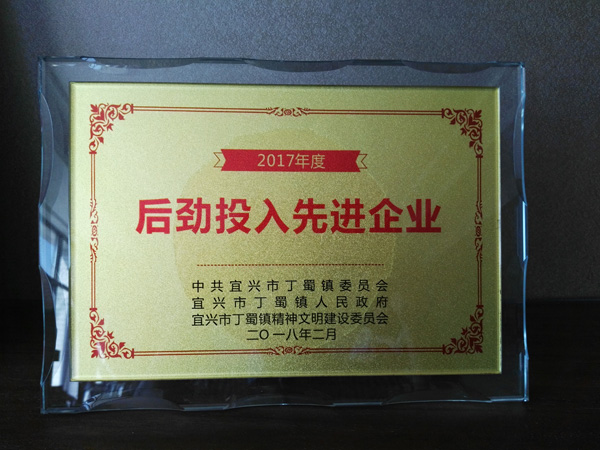 2017年度
后劲投入先进企业
中共宜兴市丁蜀镇委员会
宜兴市丁蜀镇人民政府
宜兴市丁蜀镇精神文明建设委员会
二〇一八年二月